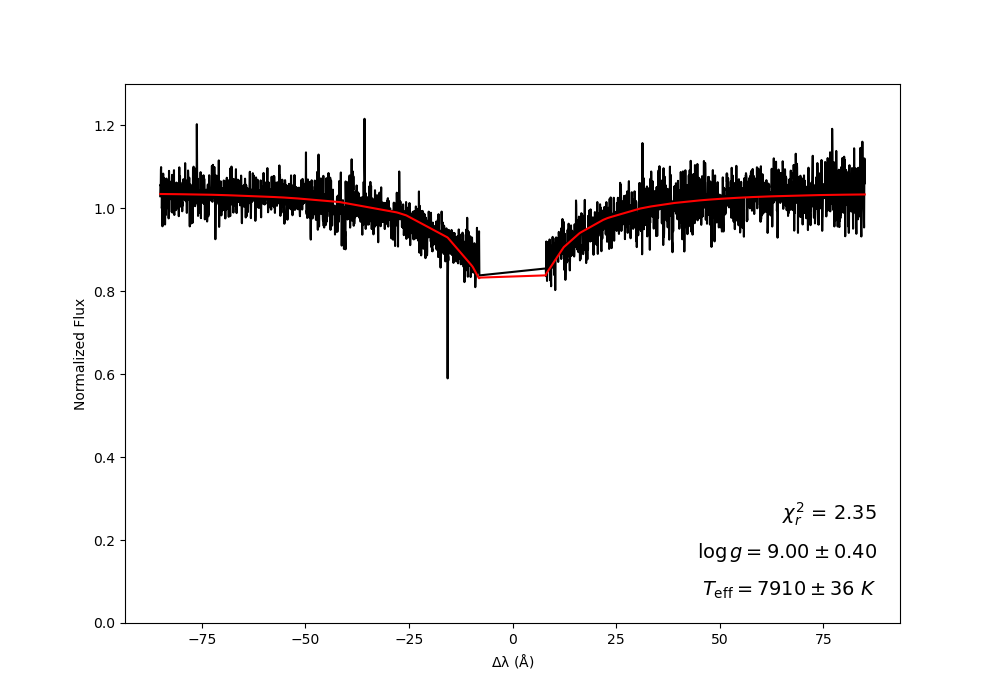 1.2
1.0
0.8
0.6
0.4
0.2
0.0
Normalized Flux
χ²ᵣ = 2.35
log g = 9.00 ± 0.40
T_eff = 7910 ± 36 K
−75 −50 −25 0 25 50 75
Δλ (Å)